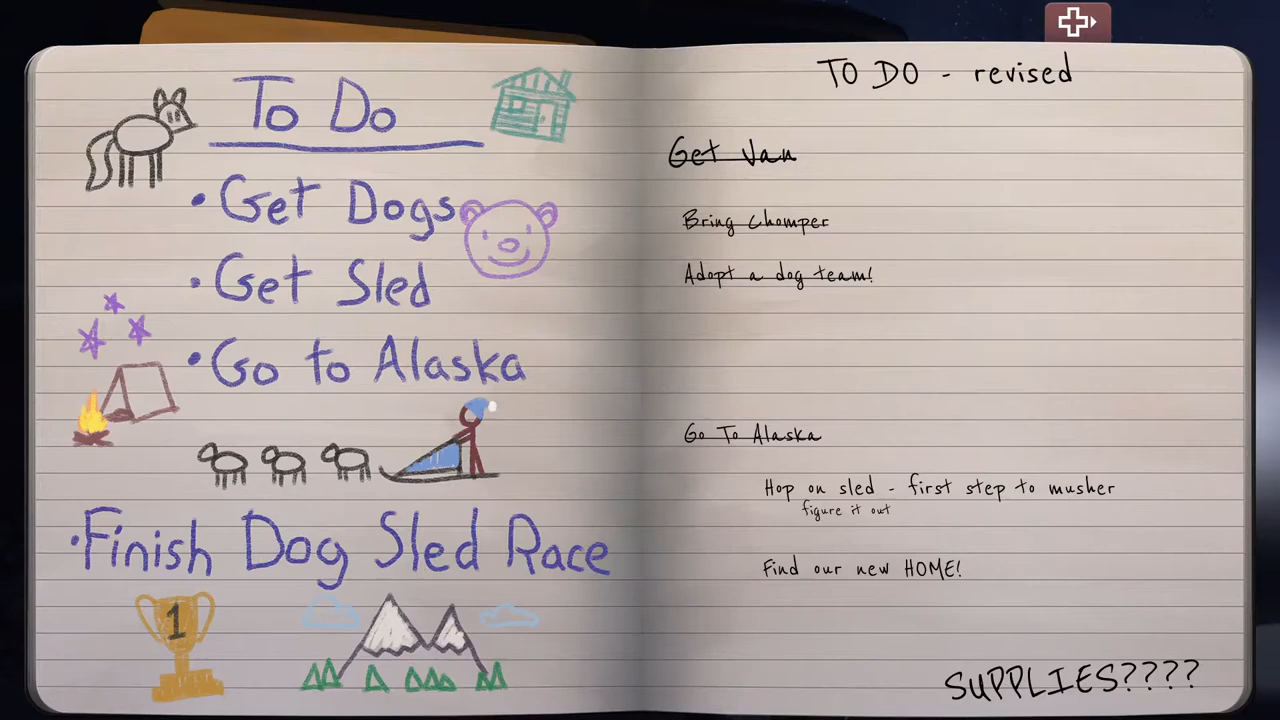 To Do
• Get Dogs
• Get Sled
• Go to Alaska
• Finish Dog Sled Race
1
TO DO - revised
Get Van
Bring Chomper
Adopt a dog team!
Go To Alaska
Hop on sled - first step to musher
figure it out
Find our new HOME!
SUPPLIES????